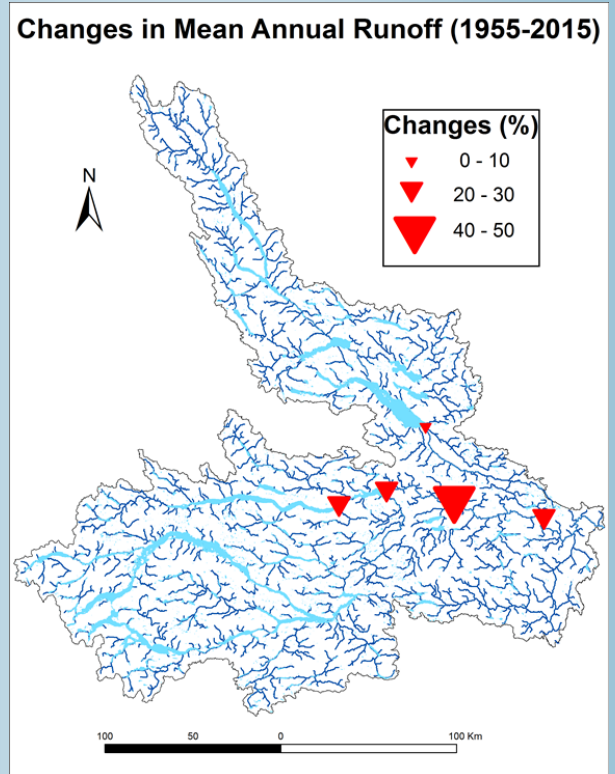 Changes in Mean Annual Runoff (1955-2015)
Changes (%)
0 - 10
20 - 30
40 - 50
N
100 50 0 100 Km